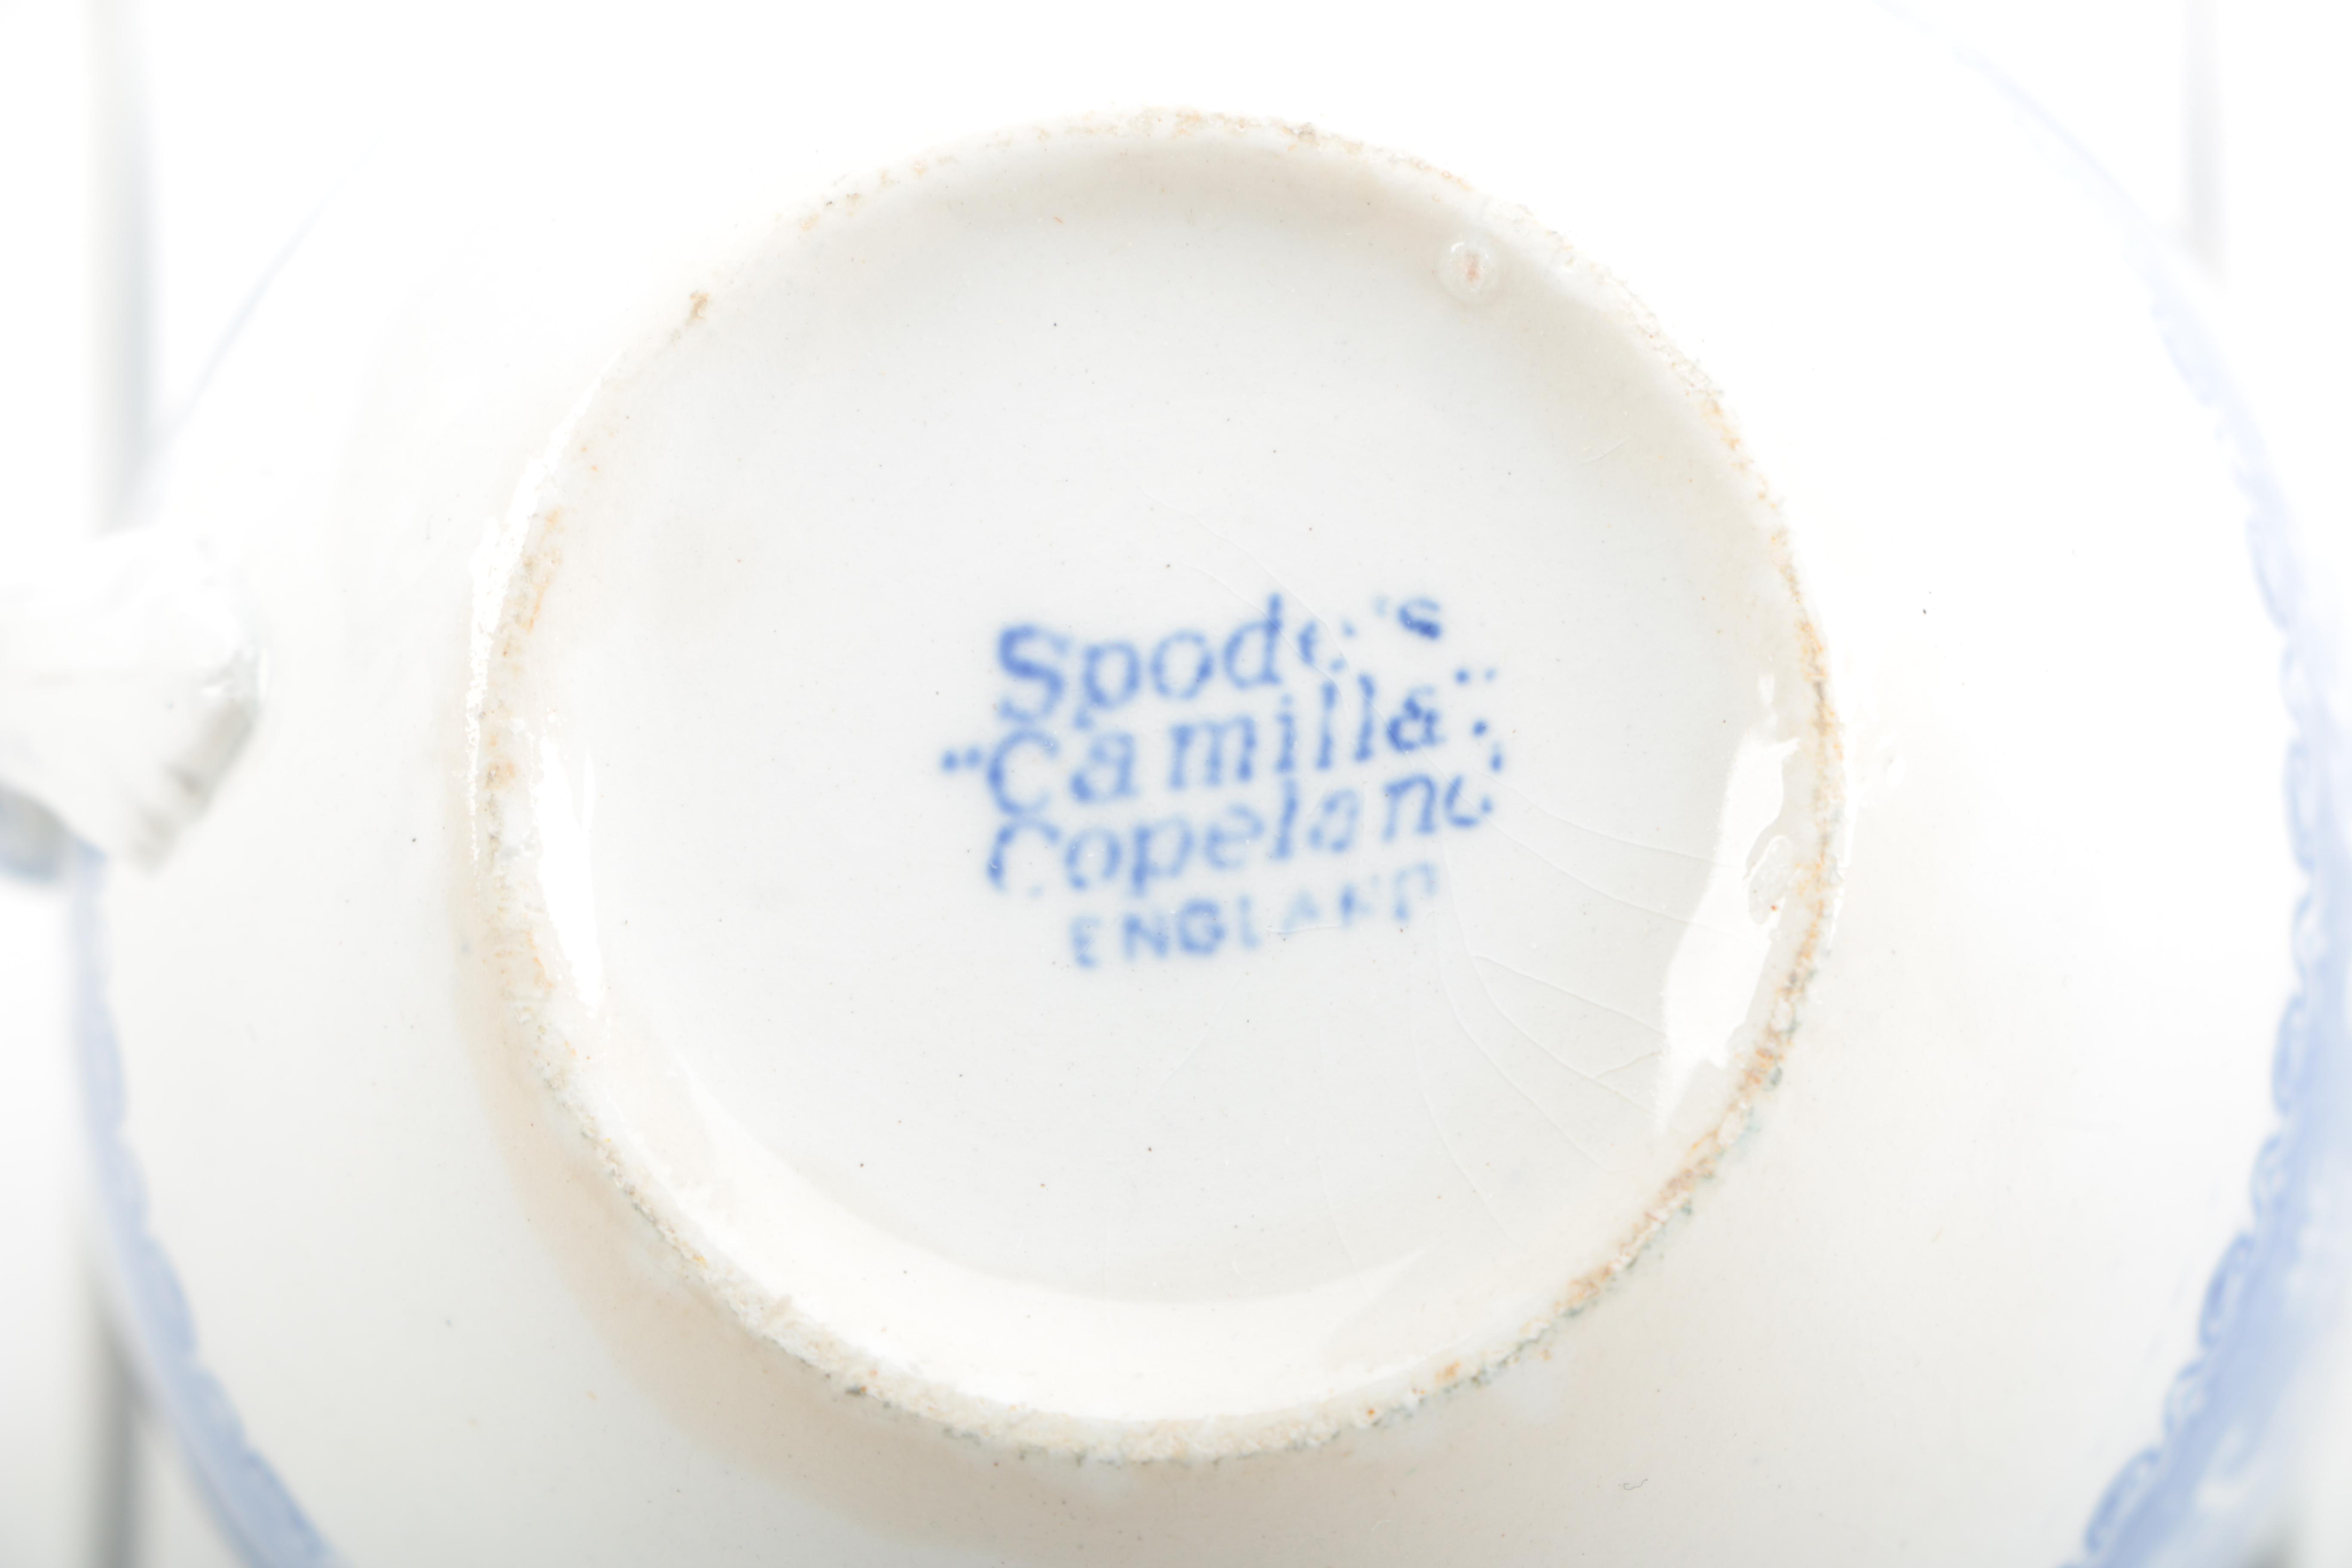 Spode's
"Camilla".
Copeland
ENGLAND